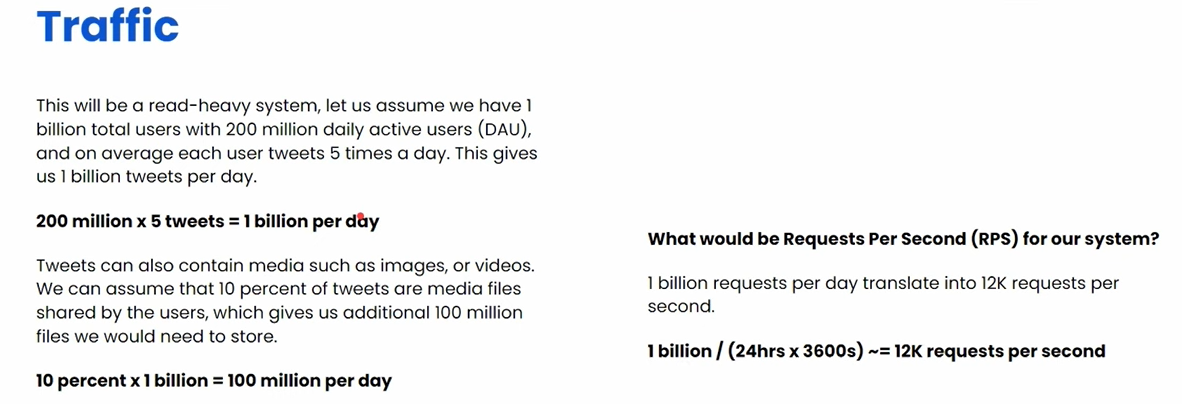 Traffic
This will be a read-heavy system, let us assume we have 1
billion total users with 200 million daily active users (DAU),
and on average each user tweets 5 times a day. This gives
us 1 billion tweets per day.
200 million x 5 tweets = 1 billion per day
Tweets can also contain media such as images, or videos.
We can assume that 10 percent of tweets are media files
shared by the users, which gives us additional 100 million
files we would need to store.
10 percent x 1 billion = 100 million per day
What would be Requests Per Second (RPS) for our system?
1 billion requests per day translate into 12K requests per
second.
1 billion / (24hrs x 3600s) ~= 12K requests per second